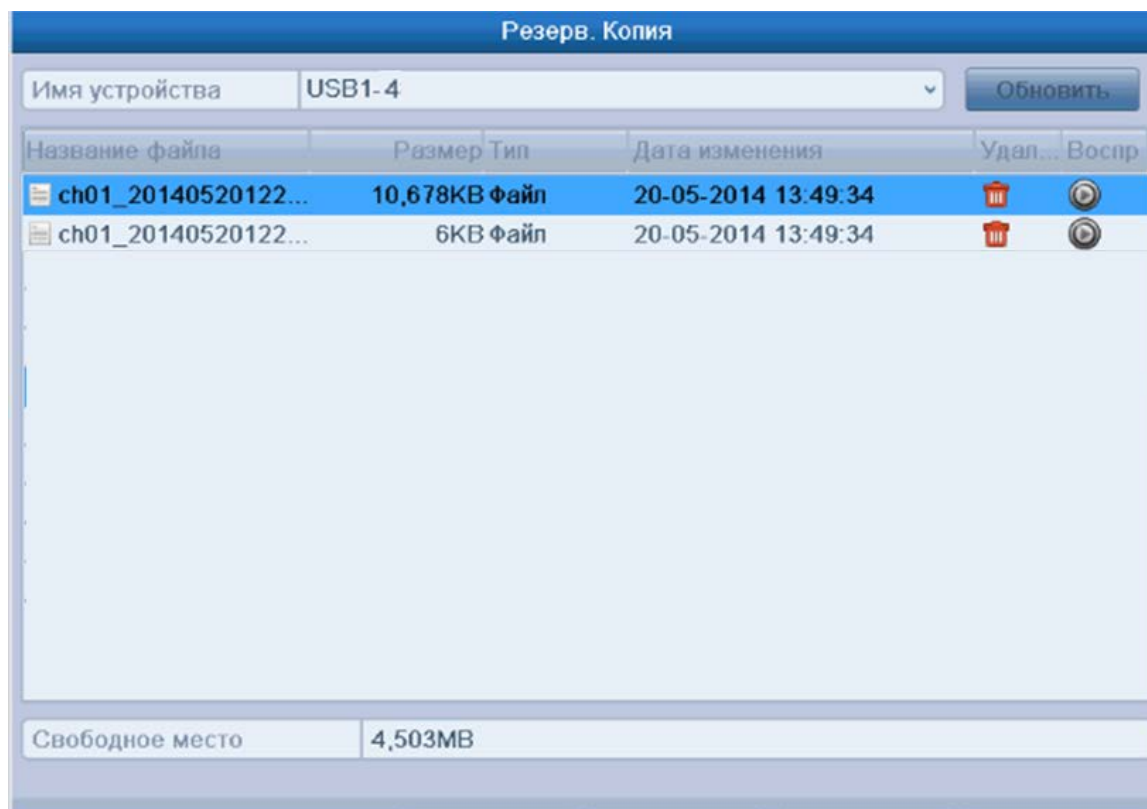 Резерв. Копия
Имя устройства USB1-4 Обновить
Название файла Размер Тип Дата изменения Удал... Воспр
ch01_20140520122... 10,678KB Файл 20-05-2014 13:49:34
ch01_20140520122... 6KB Файл 20-05-2014 13:49:34
Свободное место 4,503MB